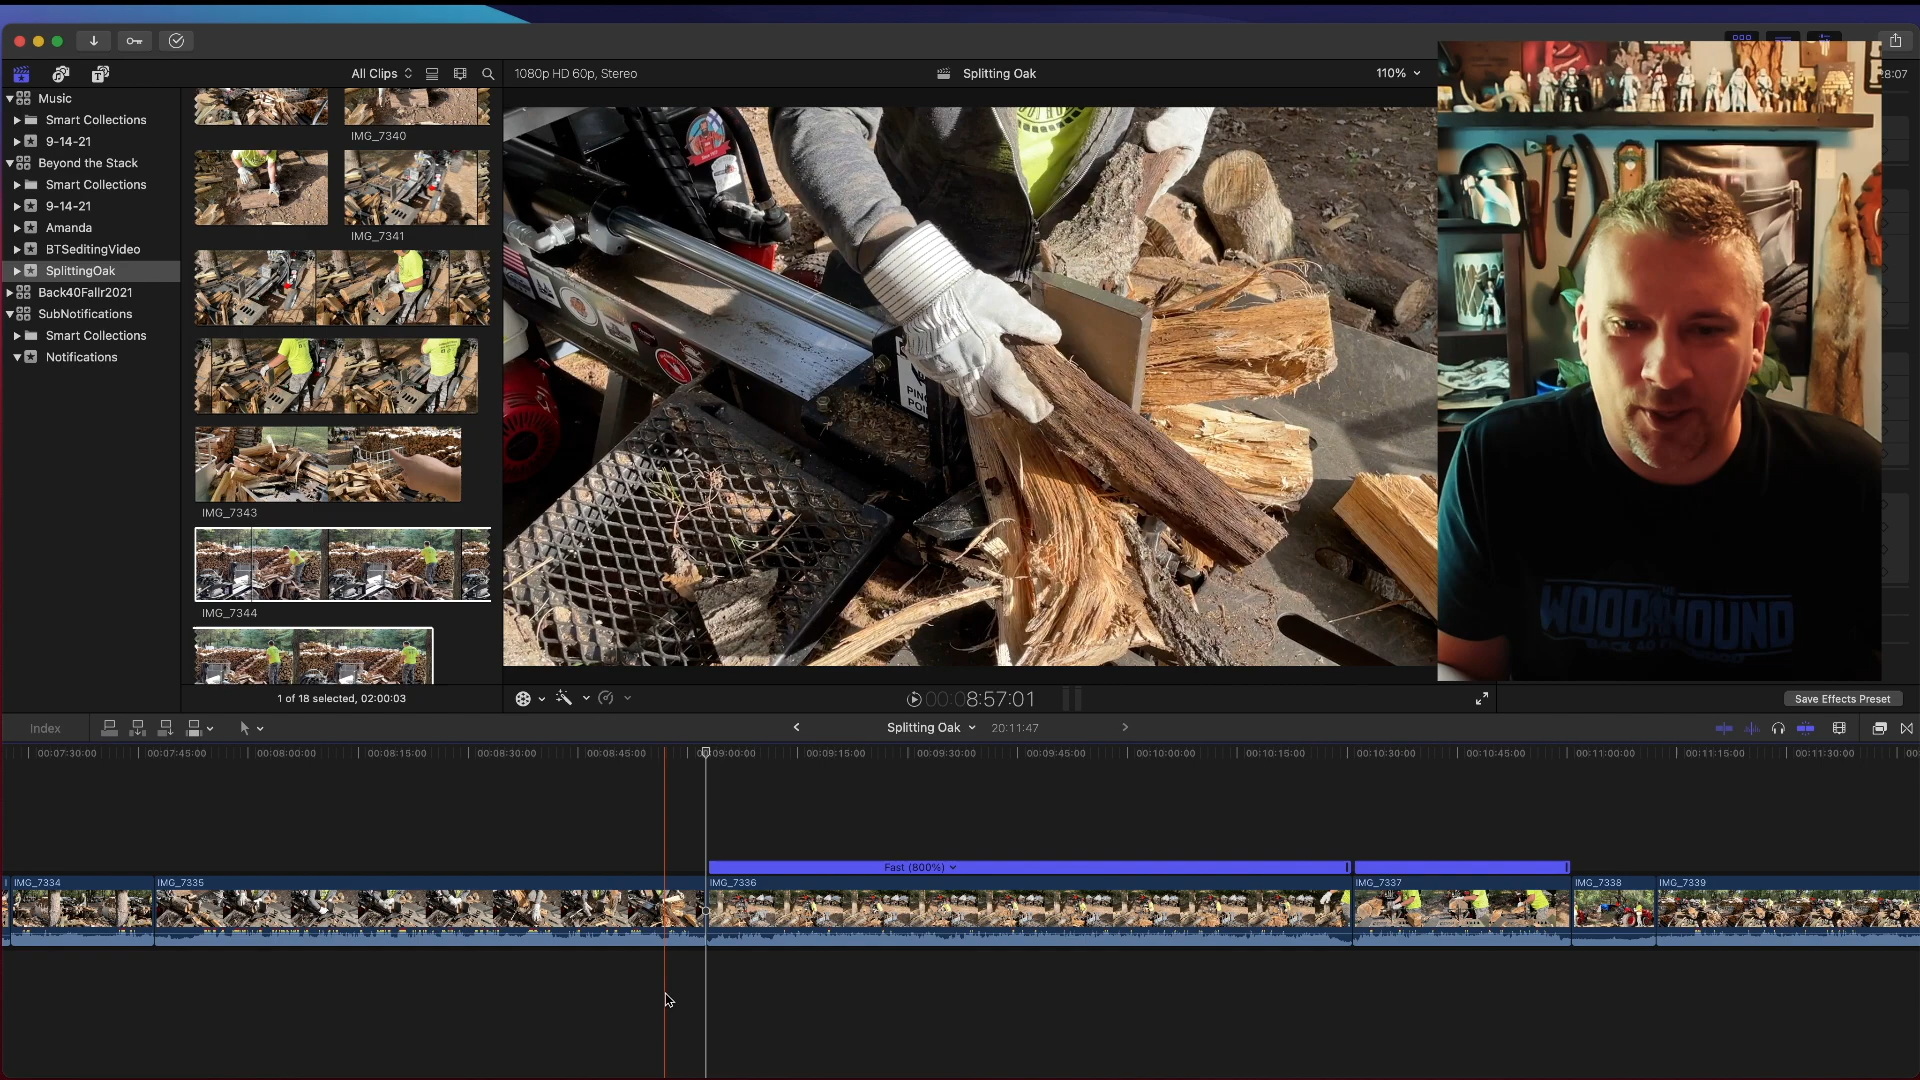 All Clips
1080p HD 60p, Stereo
Splitting Oak
110%
8:07
Music
Smart Collections
9-14-21
Beyond the Stack
Smart Collections
9-14-21
Amanda
BTSeditingVideo
SplittingOak
Back40Fallr2021
SubNotifications
Smart Collections
Notifications
IMG_7340
IMG_7341
IMG_7343
IMG_7344
WOODHOUND
1 of 18 selected, 02:00:03
00:08:57:01
Save Effects Preset
Index
Splitting Oak
20:11:47
00:07:30:00
00:07:45:00
00:08:00:00
00:08:15:00
00:08:30:00
00:08:45:00
00:09:00:00
00:09:15:00
00:09:30:00
00:09:45:00
00:10:00:00
00:10:15:00
00:10:30:00
00:10:45:00
00:11:00:00
00:11:15:00
00:11:30:00
Fast (800%)
IMG_7334
IMG_7335
IMG_7336
IMG_7337
IMG_7338
IMG_7339